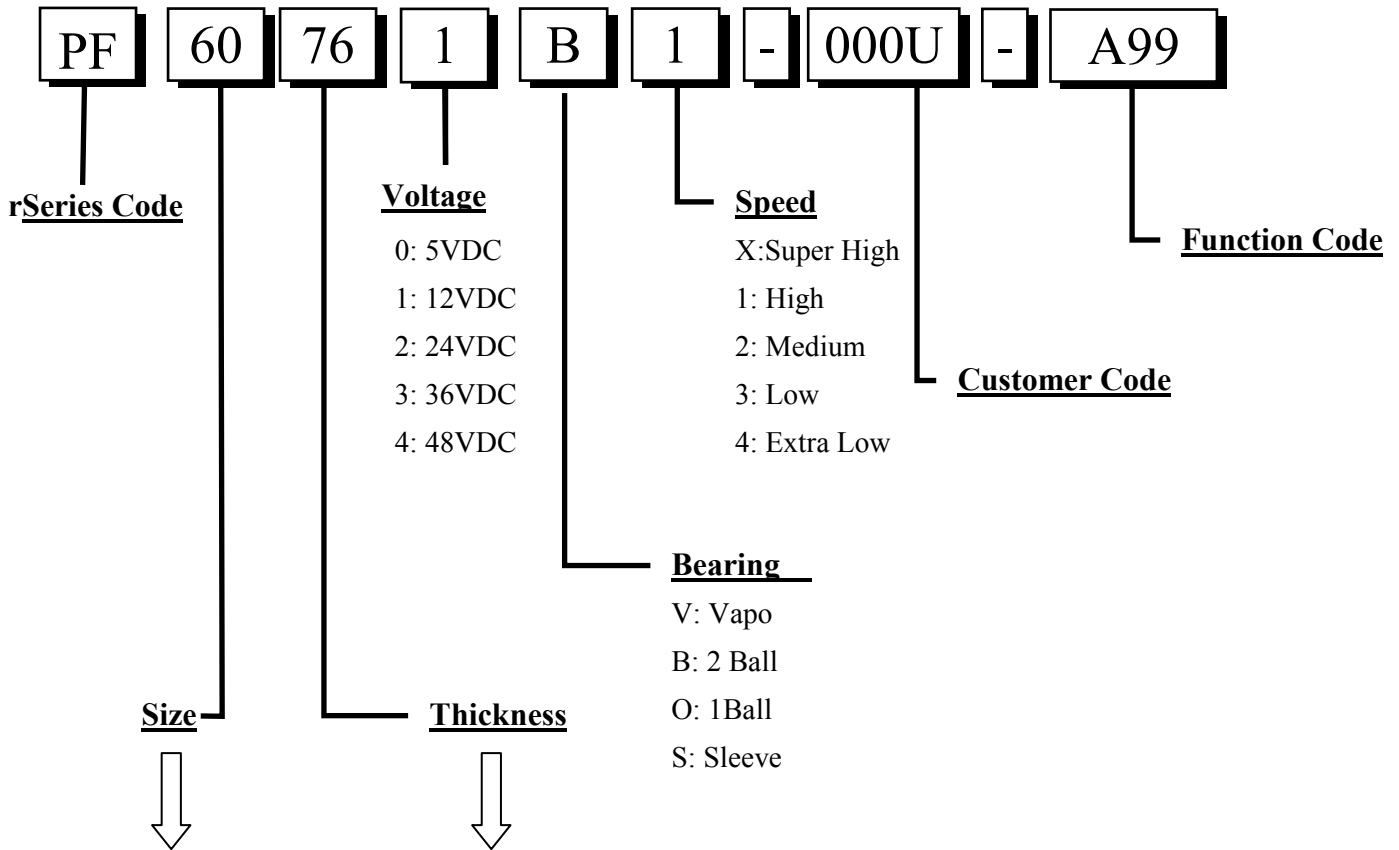 PF 60 76 1 B 1 - 000U - A99
rSeries Code
Voltage
0: 5VDC
1: 12VDC
2: 24VDC
3: 36VDC
4: 48VDC
Speed
X:Super High
1: High
2: Medium
3: Low
4: Extra Low
Function Code
Customer Code
Bearing
V: Vapo
B: 2 Ball
O: 1Ball
S: Sleeve
Size
Thickness